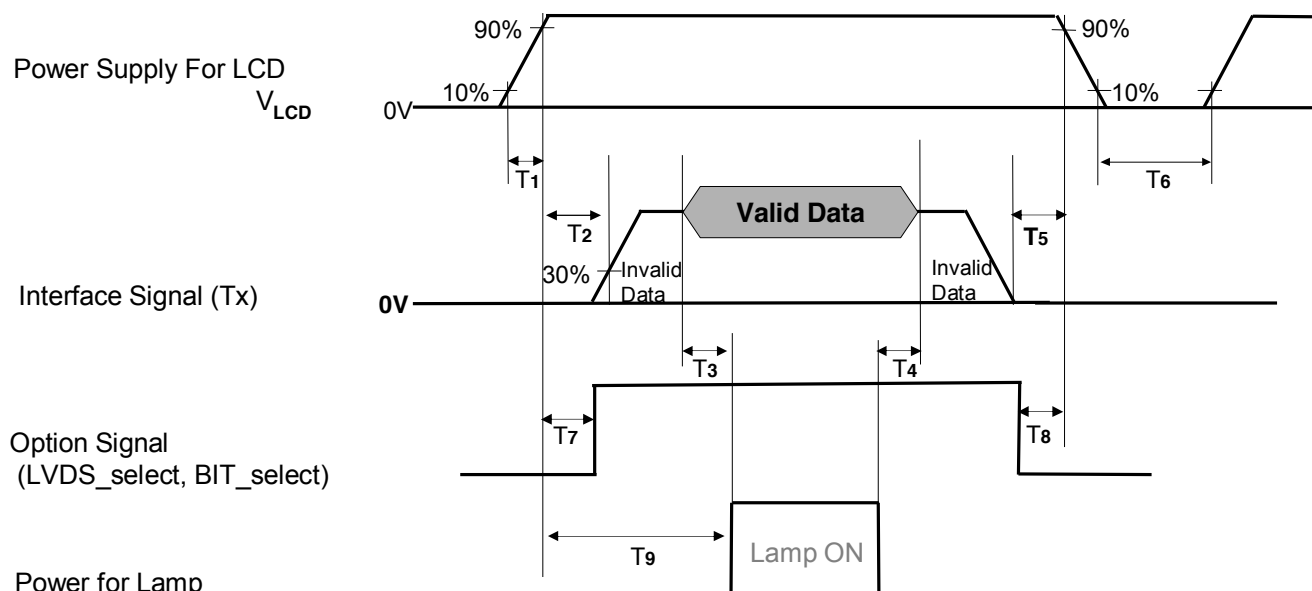 90%
90%
Power Supply For LCD
VLCD
10%
10%
0V
T1
T6
Valid Data
T2
T5
30%
Invalid
Data
Invalid
Data
Interface Signal (Tx)
0V
T3
T4
T7
T8
Option Signal
(LVDS_select, BIT_select)
T9
Lamp ON
Power for Lamp